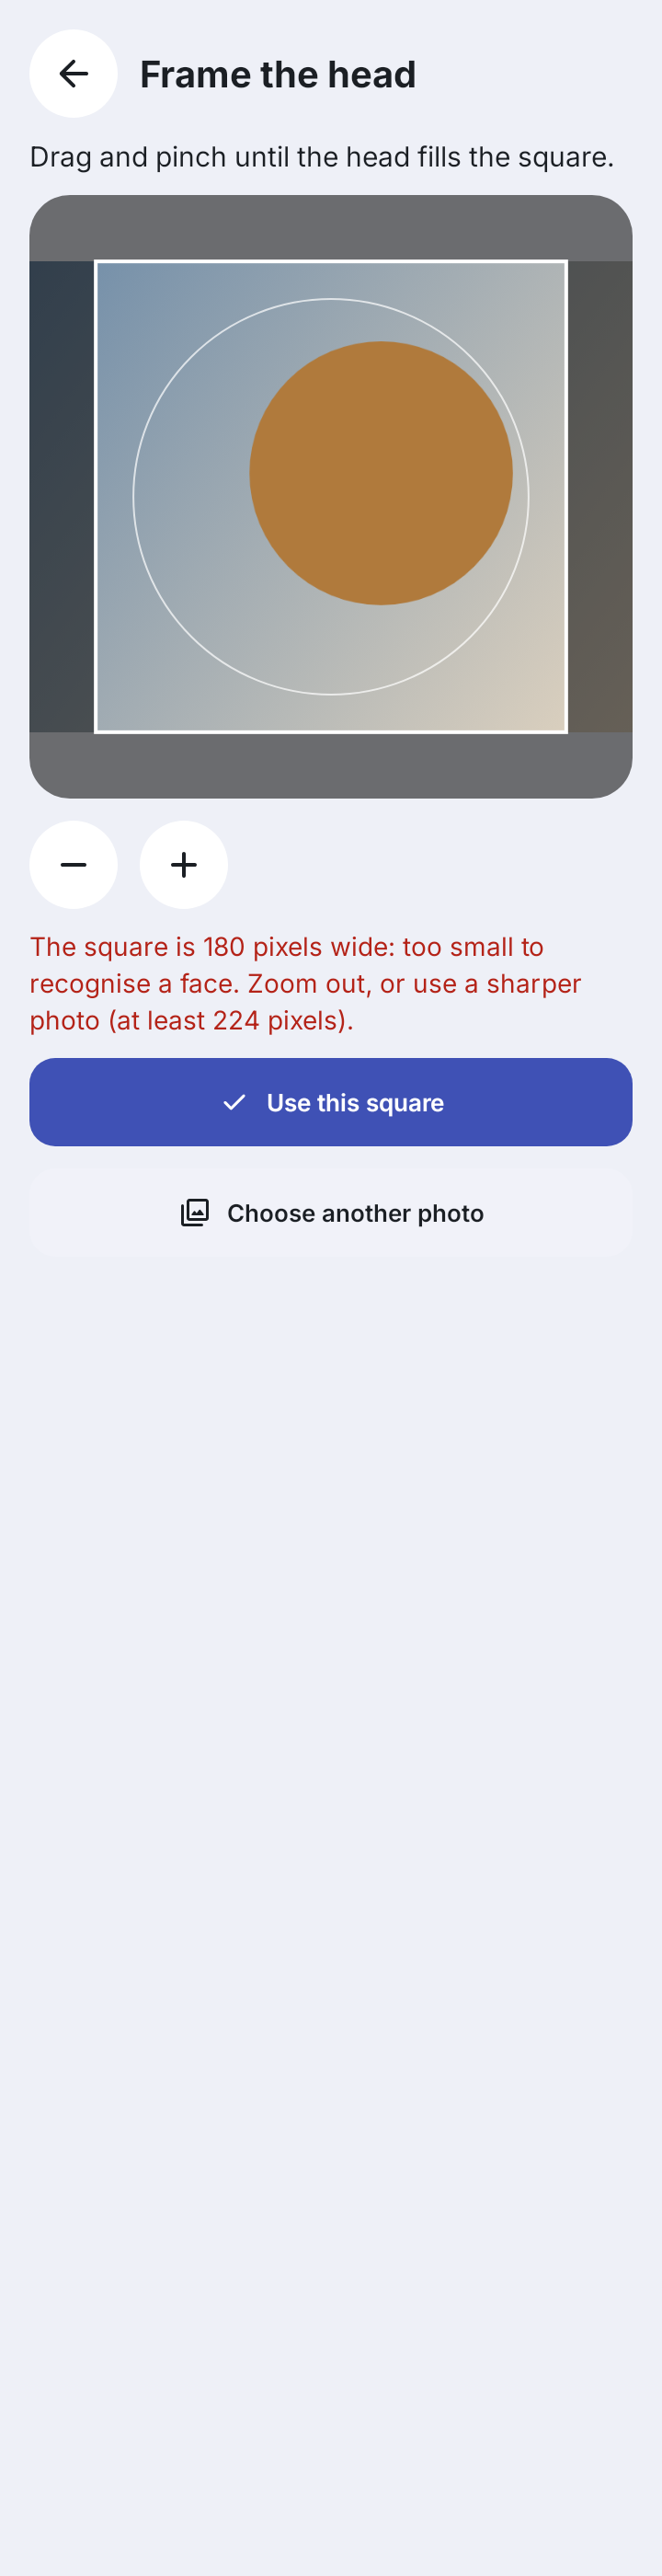 Frame the head
Drag and pinch until the head fills the square.
The square is 180 pixels wide: too small to
recognise a face. Zoom out, or use a sharper
photo (at least 224 pixels).
Use this square
Choose another photo